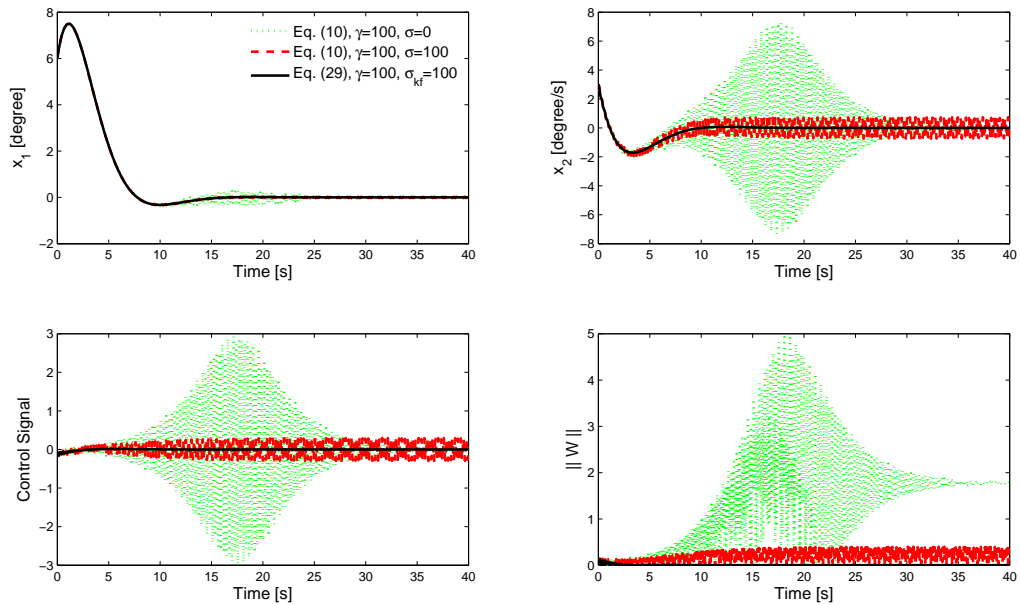 8
6
4
2
0
−2
0 5 10 15 20 25 30 35 40
x1 [degree]
Time [s]
Eq. (10), γ=100, σ=0
Eq. (10), γ=100, σ=100
Eq. (29), γ=100, σkf=100
8
6
4
2
0
−2
−4
−6
8
0 5 10 15 20 25 30 35 40
x2 [degree/s]
Time [s]
3
2
1
0
−1
−2
−3
0 5 10 15 20 25 30 35 40
Control Signal
Time [s]
5
4
3
2
1
0
0 5 10 15 20 25 30 35 40
|| W ||
Time [s]